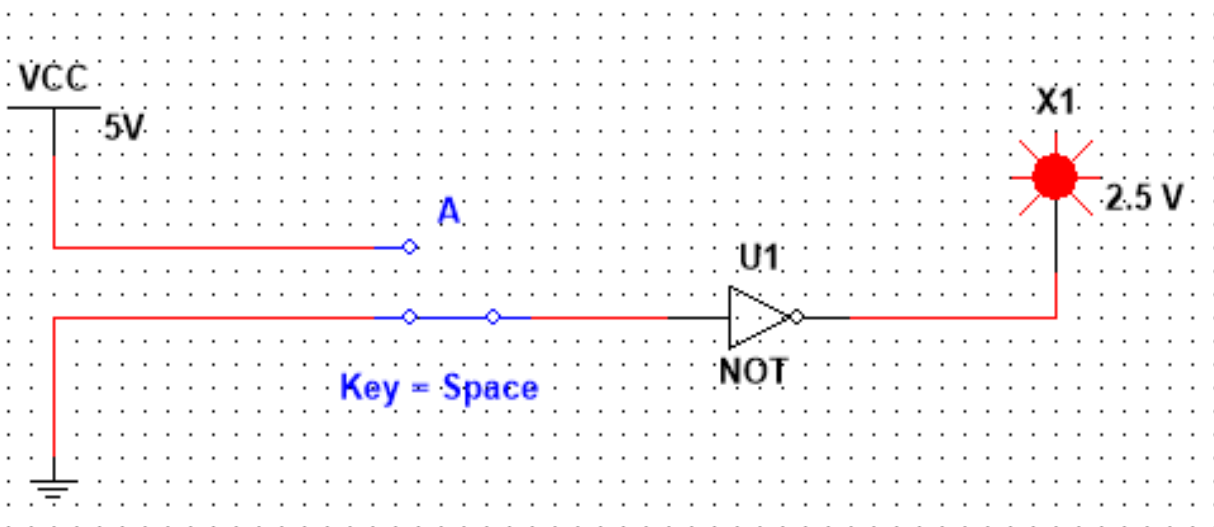 VCC
5V
X1
2.5 V
A
U1
NOT
Key = Space